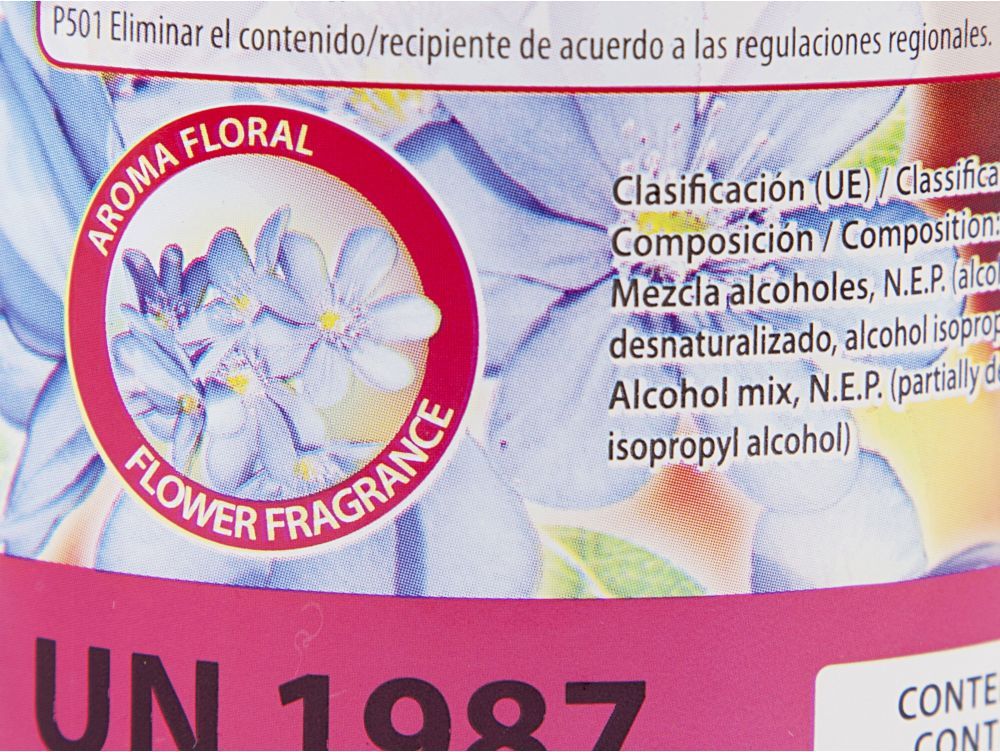 P501 Eliminar el contenido/recipiente de acuerdo a las regulaciones regionales.
AROMA FLORAL
FLOWER FRAGRANCE
Clasificación (UE) / Classifica
Composición / Composition:
Mezcla alcoholes, N.E.P. (alcoh
desnaturalizado, alcohol isoprop
Alcohol mix, N.E.P. (partially de
isopropyl alcohol)
UN 1987
CONTE
CONT